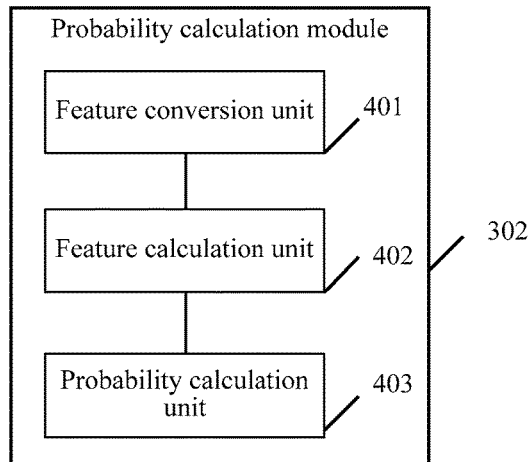 Probability calculation module
Feature conversion unit
401
Feature calculation unit
402
302
Probability calculation
unit
403